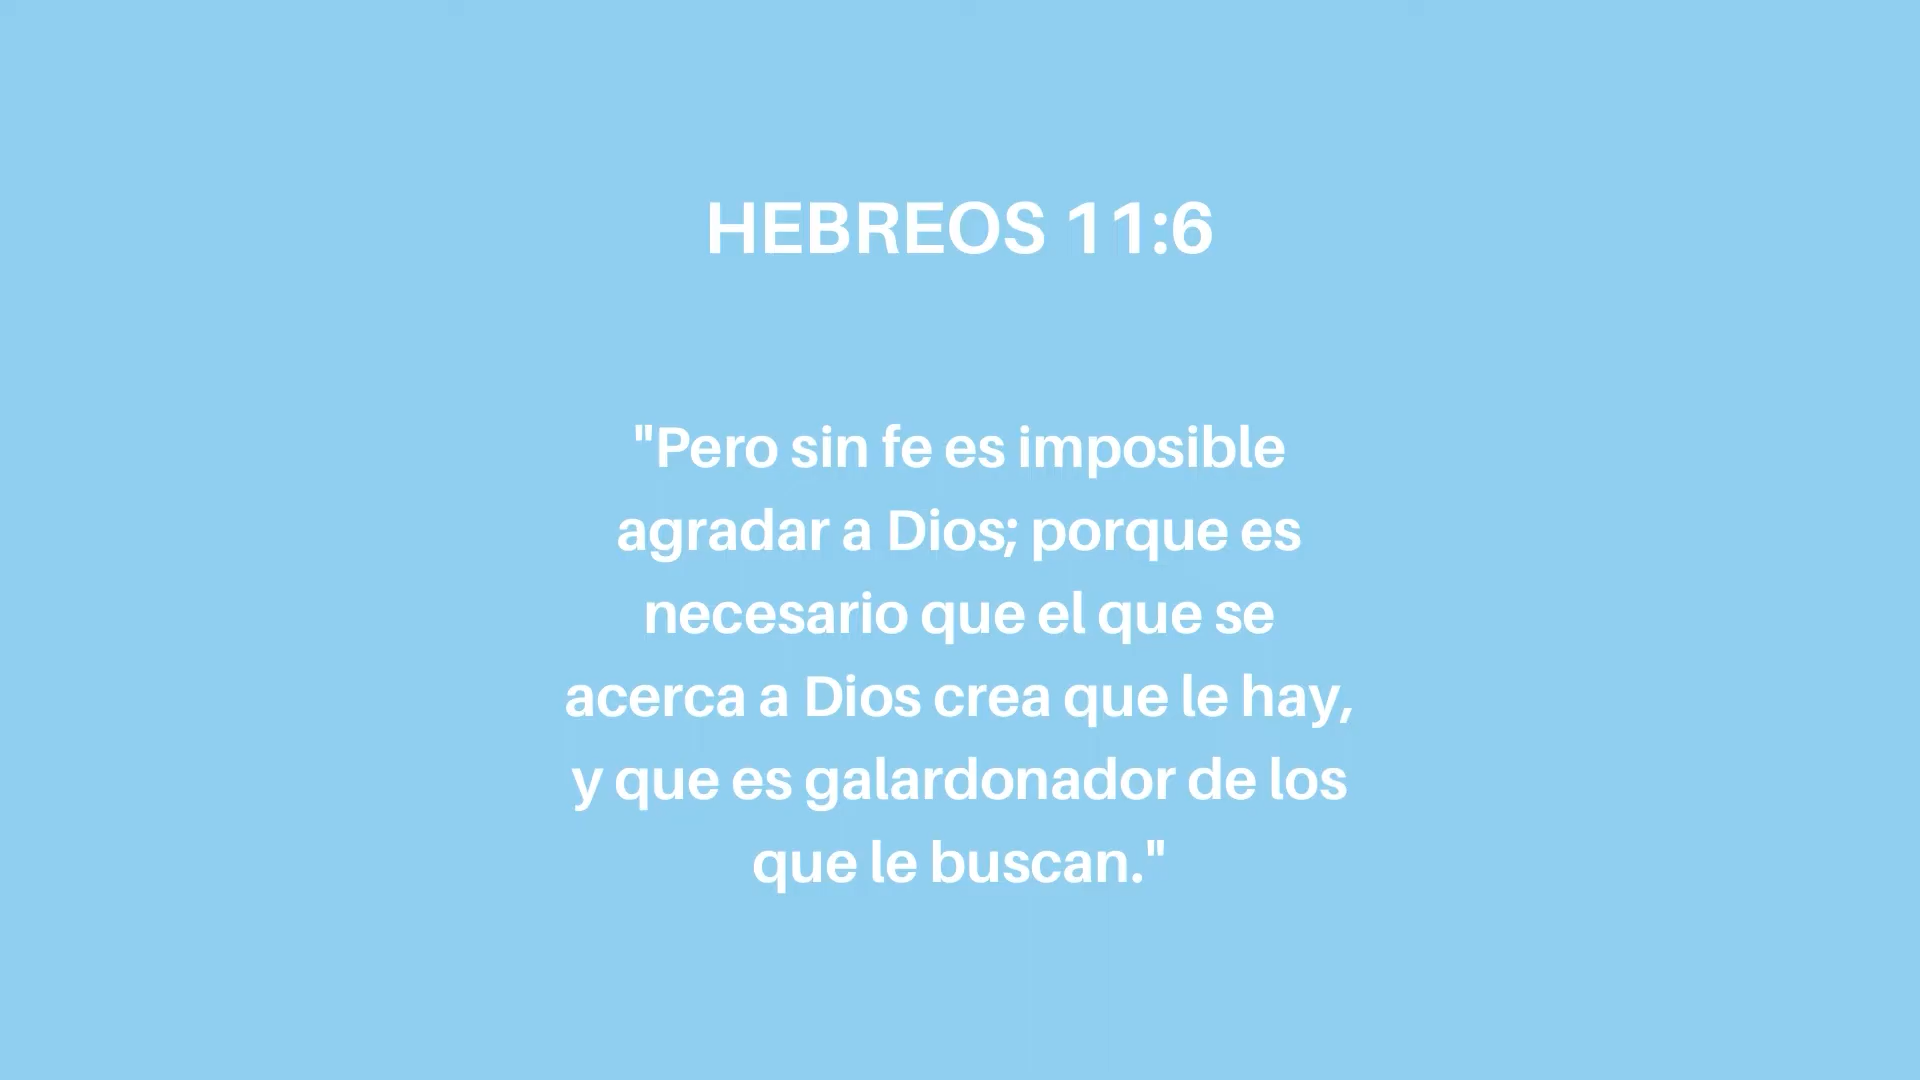 HEBREOS 11:6
"Pero sin fe es imposible
agradar a Dios; porque es
necesario que el que se
acerca a Dios crea que le hay,
y que es galardonador de los
que le buscan."